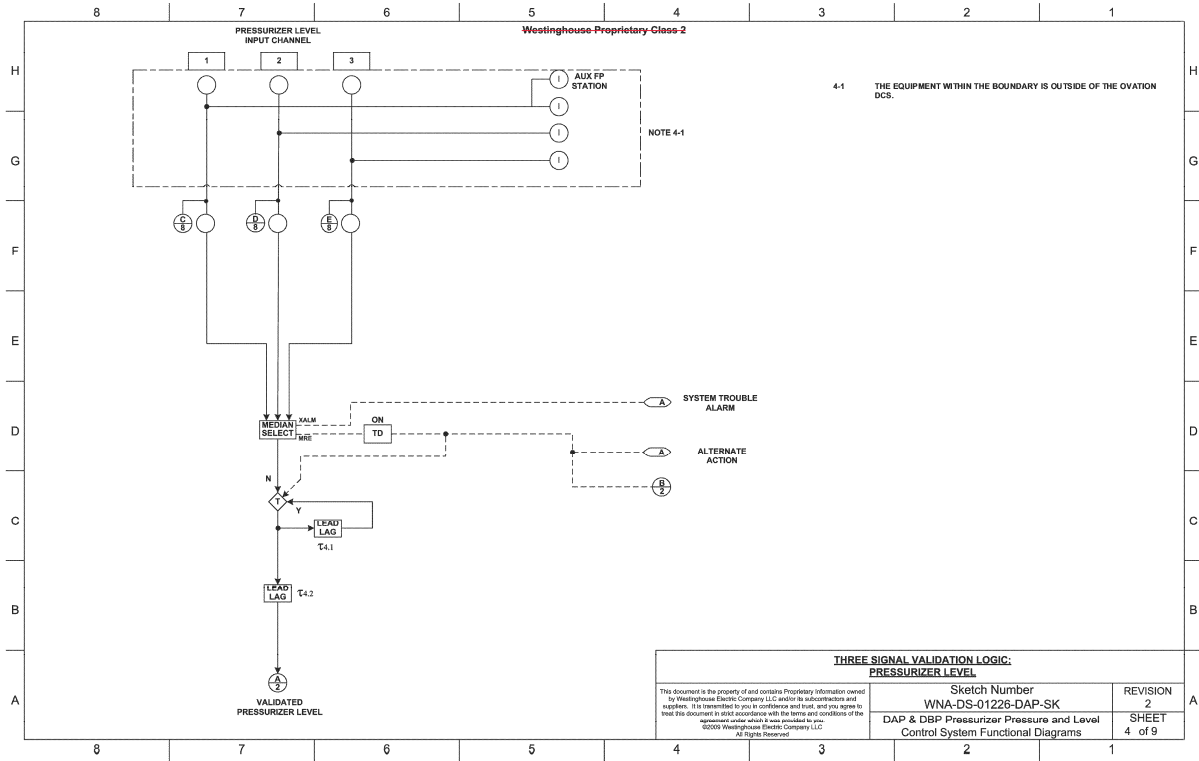 8 7 6 5 4 3 2 1
Westinghouse Proprietary Class 2
PRESSURIZER LEVEL
INPUT CHANNEL
1 2 3
H H
I AUX FP
STATION
4-1 THE EQUIPMENT WITHIN THE BOUNDARY IS OUTSIDE OF THE OVATION
DCS.
I
I NOTE 4-1
I
G G
C
8
D
8
E
8
F F
E E
A SYSTEM TROUBLE
ALARM
MEDIAN
SELECT
XALM
MRE
ON
TD
D D
A ALTERNATE
ACTION
B
2
N
T
Y
LEAD
LAG
τ4.1
C C
LEAD
LAG
τ4.2
B B
A
2
VALIDATED
PRESSURIZER LEVEL
A A
THREE SIGNAL VALIDATION LOGIC:
PRESSURIZER LEVEL
This document is the property of and contains Proprietary Information owned
by Westinghouse Electric Company LLC and/or its subcontractors and
suppliers. It is transmitted to you in confidence and trust, and you agree to
treat this document in strict accordance with the terms and conditions of the
agreement under which it was provided to you.
©2009 Westinghouse Electric Company LLC
All Rights Reserved
Sketch Number
WNA-DS-01226-DAP-SK
REVISION
2
DAP & DBP Pressurizer Pressure and Level
Control System Functional Diagrams
SHEET
4 of 9
8 7 6 5 4 3 2 1